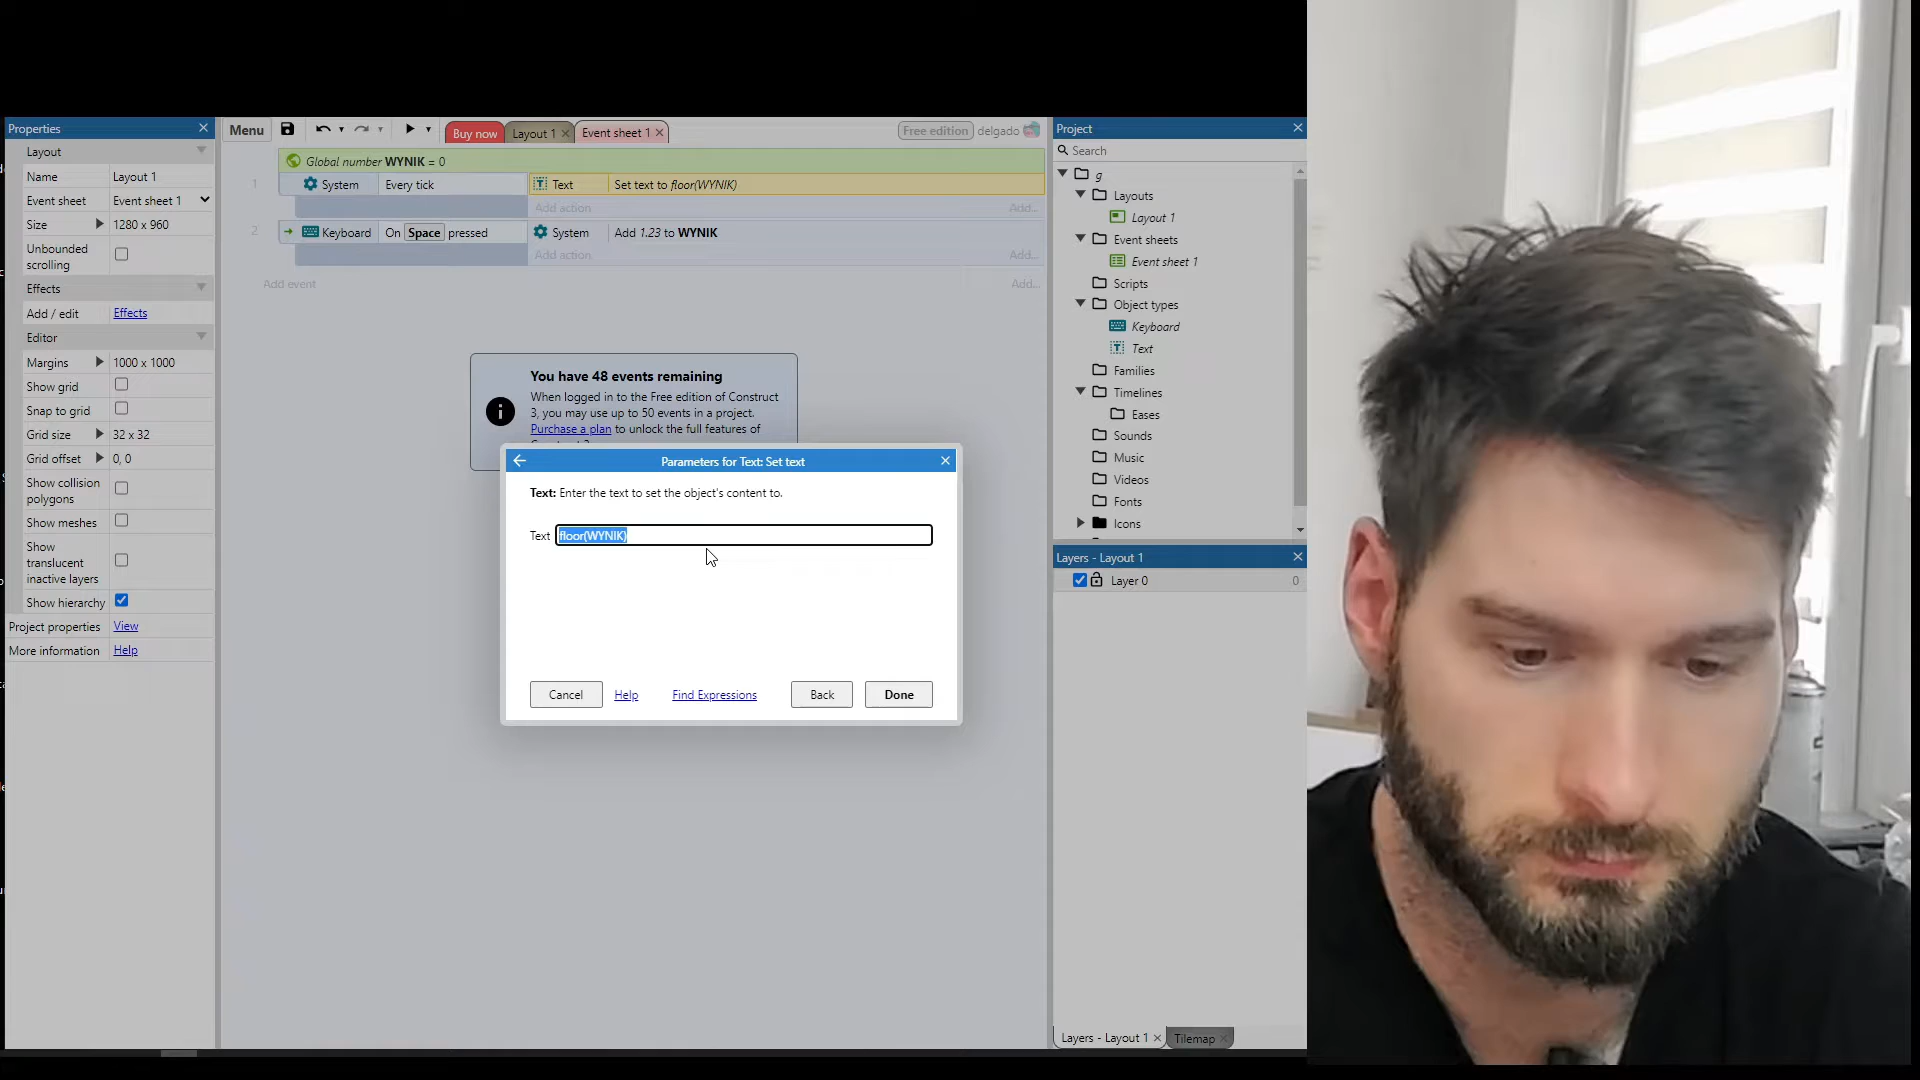 Properties
Layout
Name Layout 1
Event sheet Event sheet 1
Size 1280 x 960
Unbounded scrolling
Effects
Add / edit Effects
Editor
Margins 1000 x 1000
Show grid
Snap to grid
Grid size 32 x 32
Grid offset 0, 0
Show collision polygons
Show meshes
Show translucent inactive layers
Show hierarchy
Project properties View
More information Help
Menu
Buy now
Layout 1
Event sheet 1
Free edition delgado
Global number WYNIK = 0
1 System Every tick Text Set text to floor(WYNIK)
Add action Add...
2 Keyboard On Space pressed System Add 1.23 to WYNIK
Add action Add...
Add event Add...
You have 48 events remaining
When logged in to the Free edition of Construct
3, you may use up to 50 events in a project.
Purchase a plan to unlock the full features of
Parameters for Text: Set text
Text: Enter the text to set the object's content to.
Text floor(WYNIK)
Cancel Help Find Expressions Back Done
Project
Search
g
Layouts
Layout 1
Event sheets
Event sheet 1
Scripts
Object types
Keyboard
Text
Families
Timelines
Eases
Sounds
Music
Videos
Fonts
Icons
Layers - Layout 1
Layer 0 0
Layers - Layout 1
Tilemap